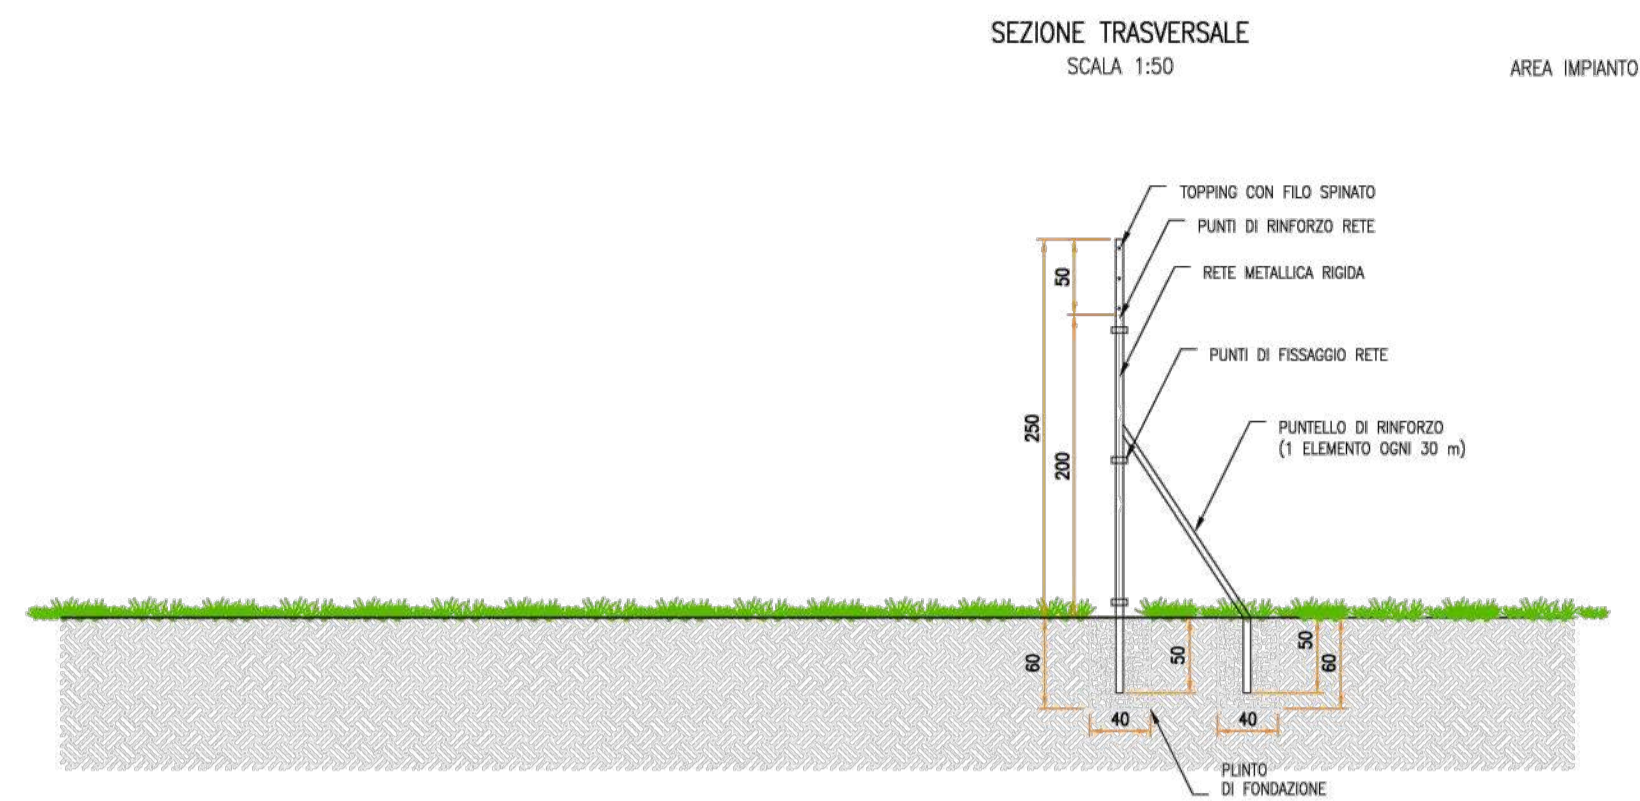 SEZIONE TRASVERSALE
SCALA 1:50
AREA IMPIANTO
TOPPING CON FILO SPINATO
PUNTI DI RINFORZO RETE
RETE METALLICA RIGIDA
PUNTI DI FISSAGGIO RETE
PUNTELLO DI RINFORZO
(1 ELEMENTO OGNI 30 m)
50
250
200
60
50
50
60
40
40
PLINTO
DI FONDAZIONE